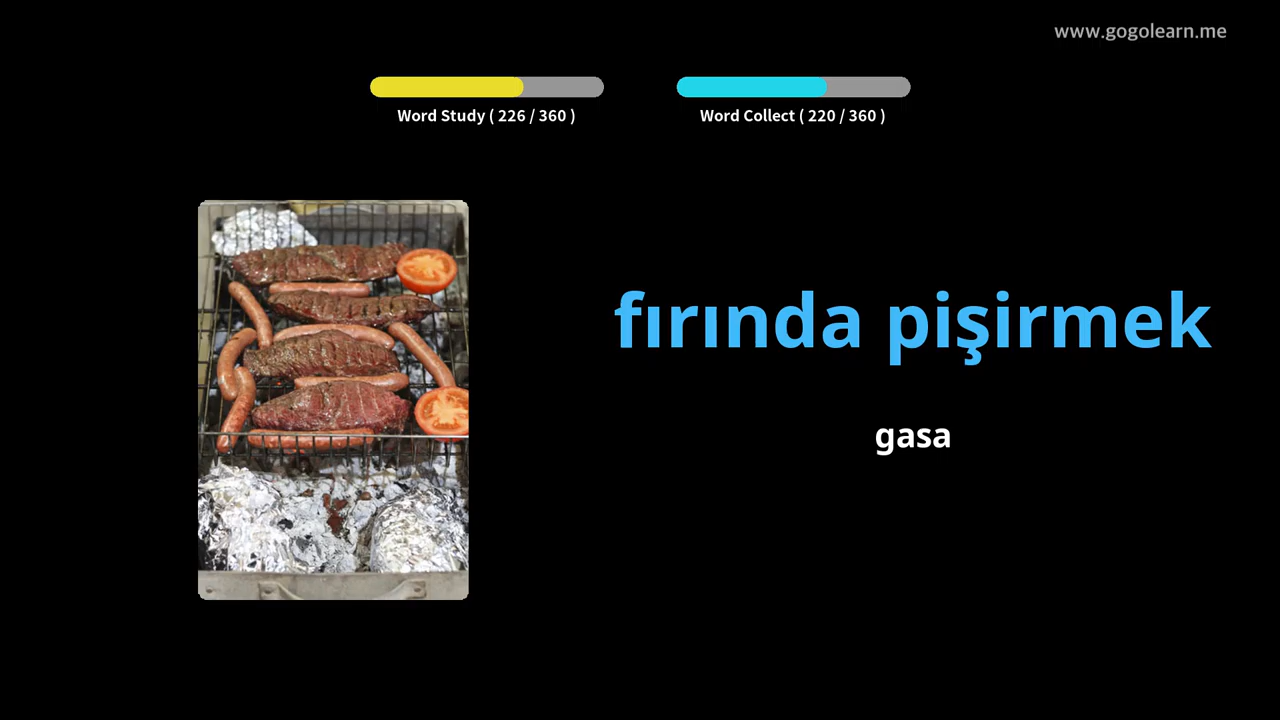 www.gogolearn.me
Word Study ( 226 / 360 )
Word Collect ( 220 / 360 )
fırında pişirmek
gasa